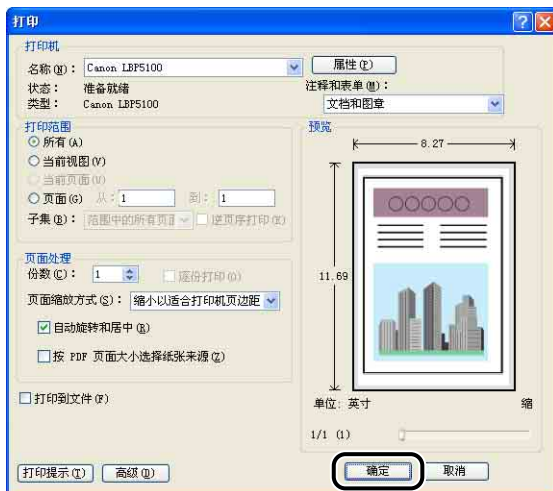 打印
打印机
名称(N): Canon LBP5100
属性(P)
状态: 准备就绪
注释和表单(M):
类型: Canon LBP5100
文档和图章
打印范围
所有(A)
当前视图(V)
当前页面(U)
页面(G) 从: 1 到: 1
子集(B): 范围中的所有页面 逆页序打印(E)
页面处理
份数(C): 1 逐份打印(O)
页面缩放方式(S): 缩小以适合打印机页边距
自动旋转和居中(R)
按 PDF 页面大小选择纸张来源(Z)
打印到文件(F)
预览
8.27
11.69
单位: 英寸 缩
1/1 (1)
打印提示(T) 高级(D) 确定 取消